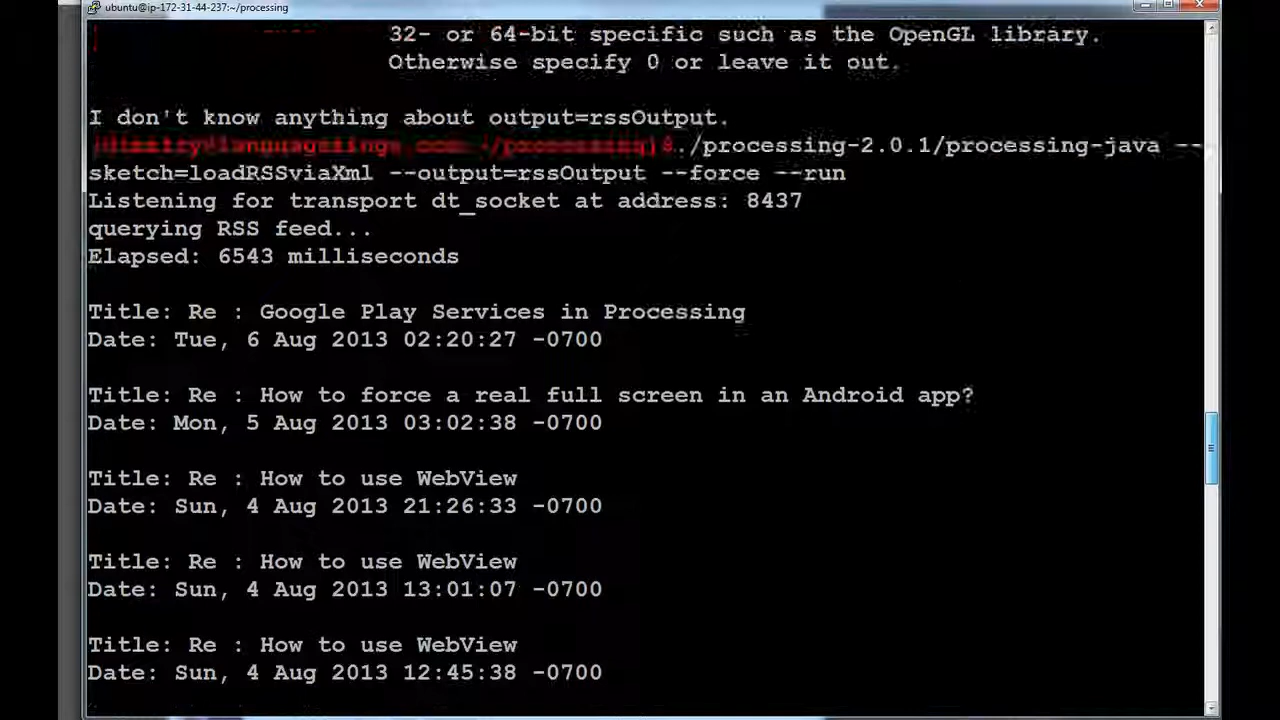 ubuntu@ip-172-31-44-237:~/processing
32- or 64-bit specific such as the OpenGL library.
Otherwise specify 0 or leave it out.
I don't know anything about output=rssOutput.
./processing-2.0.1/processing-java --
sketch=loadRSSviaXml --output=rssOutput --force --run
Listening for transport dt_socket at address: 8437
querying RSS feed...
Elapsed: 6543 milliseconds
Title: Re : Google Play Services in Processing
Date: Tue, 6 Aug 2013 02:20:27 -0700
Title: Re : How to force a real full screen in an Android app?
Date: Mon, 5 Aug 2013 03:02:38 -0700
Title: Re : How to use WebView
Date: Sun, 4 Aug 2013 21:26:33 -0700
Title: Re : How to use WebView
Date: Sun, 4 Aug 2013 13:01:07 -0700
Title: Re : How to use WebView
Date: Sun, 4 Aug 2013 12:45:38 -0700